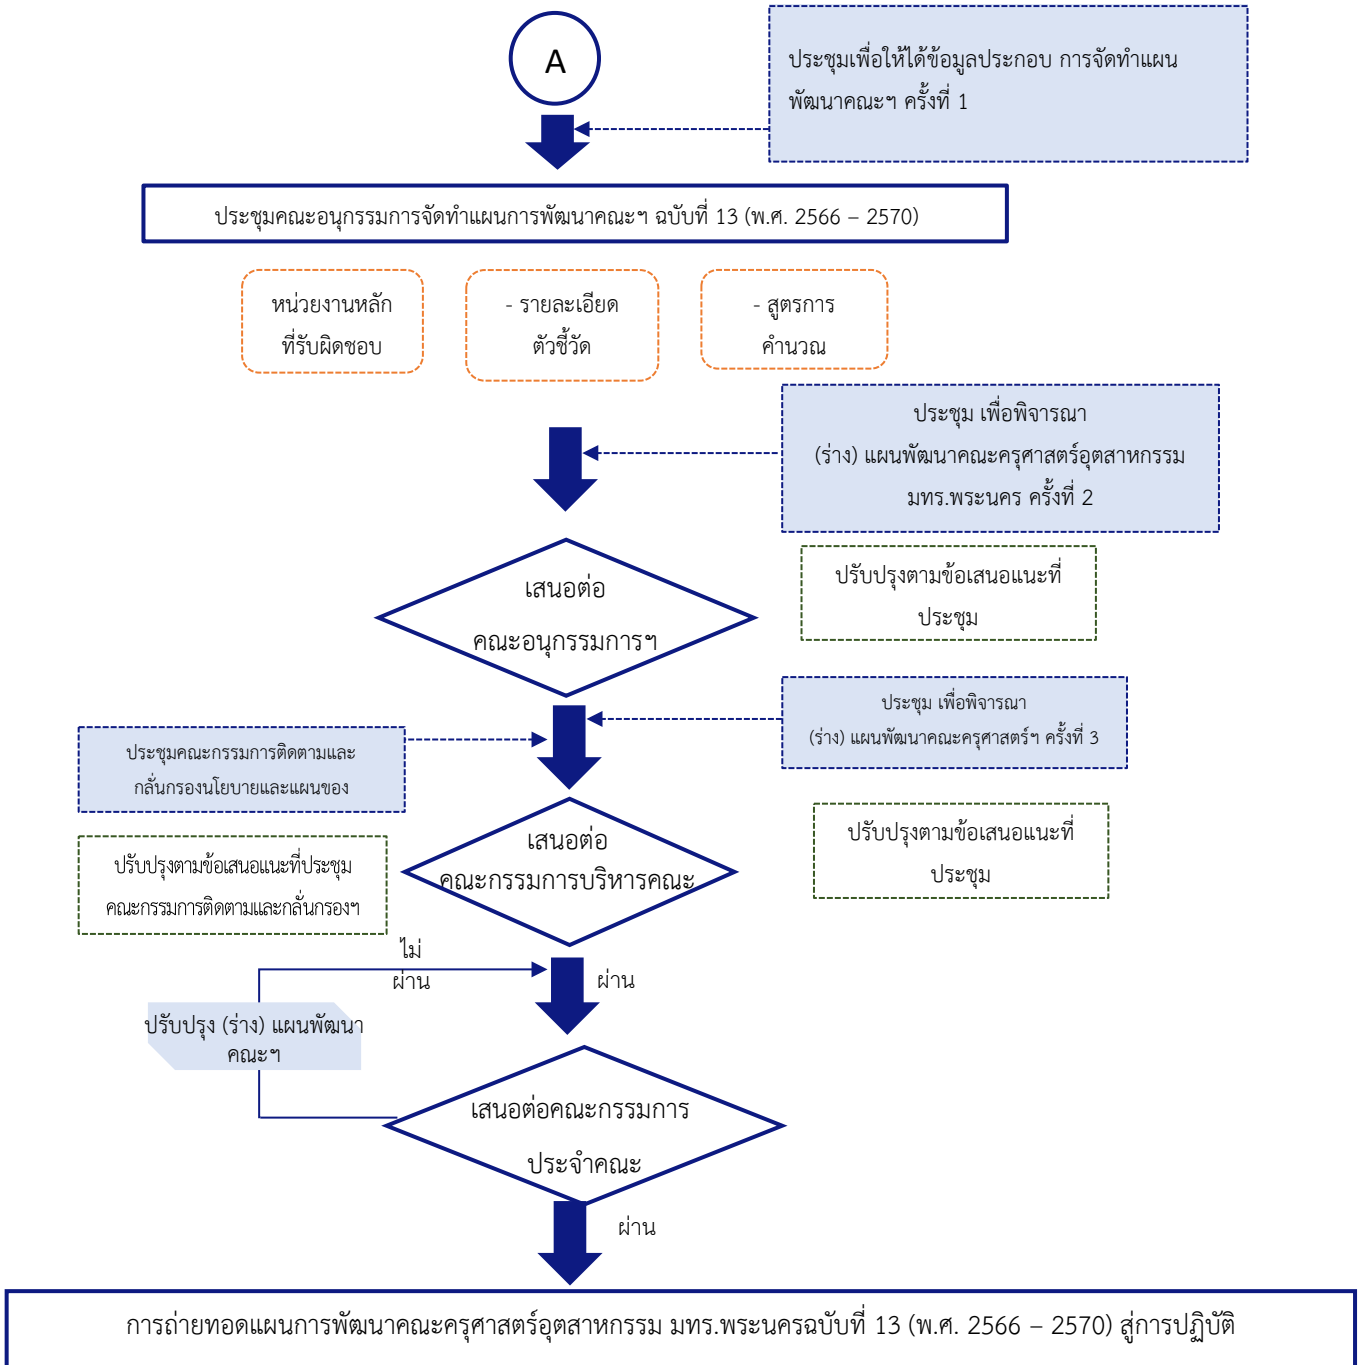 A
ประชุมเพื่อให้ได้ข้อมูลประกอบ การจัดทำแผน
พัฒนาคณะฯ ครั้งที่ 1
ประชุมคณะอนุกรรมการจัดทำแผนการพัฒนาคณะฯ ฉบับที่ 13 (พ.ศ. 2566 – 2570)
หน่วยงานหลัก
ที่รับผิดชอบ
- รายละเอียด
ตัวชี้วัด
- สูตรการ
คำนวณ
ประชุม เพื่อพิจารณา
(ร่าง) แผนพัฒนาคณะครุศาสตร์อุตสาหกรรม
มทร.พระนคร ครั้งที่ 2
เสนอต่อ
คณะอนุกรรมการฯ
ปรับปรุงตามข้อเสนอแนะที่
ประชุม
ประชุม เพื่อพิจารณา
(ร่าง) แผนพัฒนาคณะครุศาสตร์ฯ ครั้งที่ 3
ประชุมคณะกรรมการติดตามและ
กลั่นกรองนโยบายและแผนของ
เสนอต่อ
คณะกรรมการบริหารคณะ
ปรับปรุงตามข้อเสนอแนะที่
ประชุม
ปรับปรุงตามข้อเสนอแนะที่ประชุม
คณะกรรมการติดตามและกลั่นกรองฯ
ไม่
ผ่าน
ผ่าน
ปรับปรุง (ร่าง) แผนพัฒนา
คณะฯ
เสนอต่อคณะกรรมการ
ประจำคณะ
ผ่าน
การถ่ายทอดแผนการพัฒนาคณะครุศาสตร์อุตสาหกรรม มทร.พระนครฉบับที่ 13 (พ.ศ. 2566 – 2570) สู่การปฏิบัติ